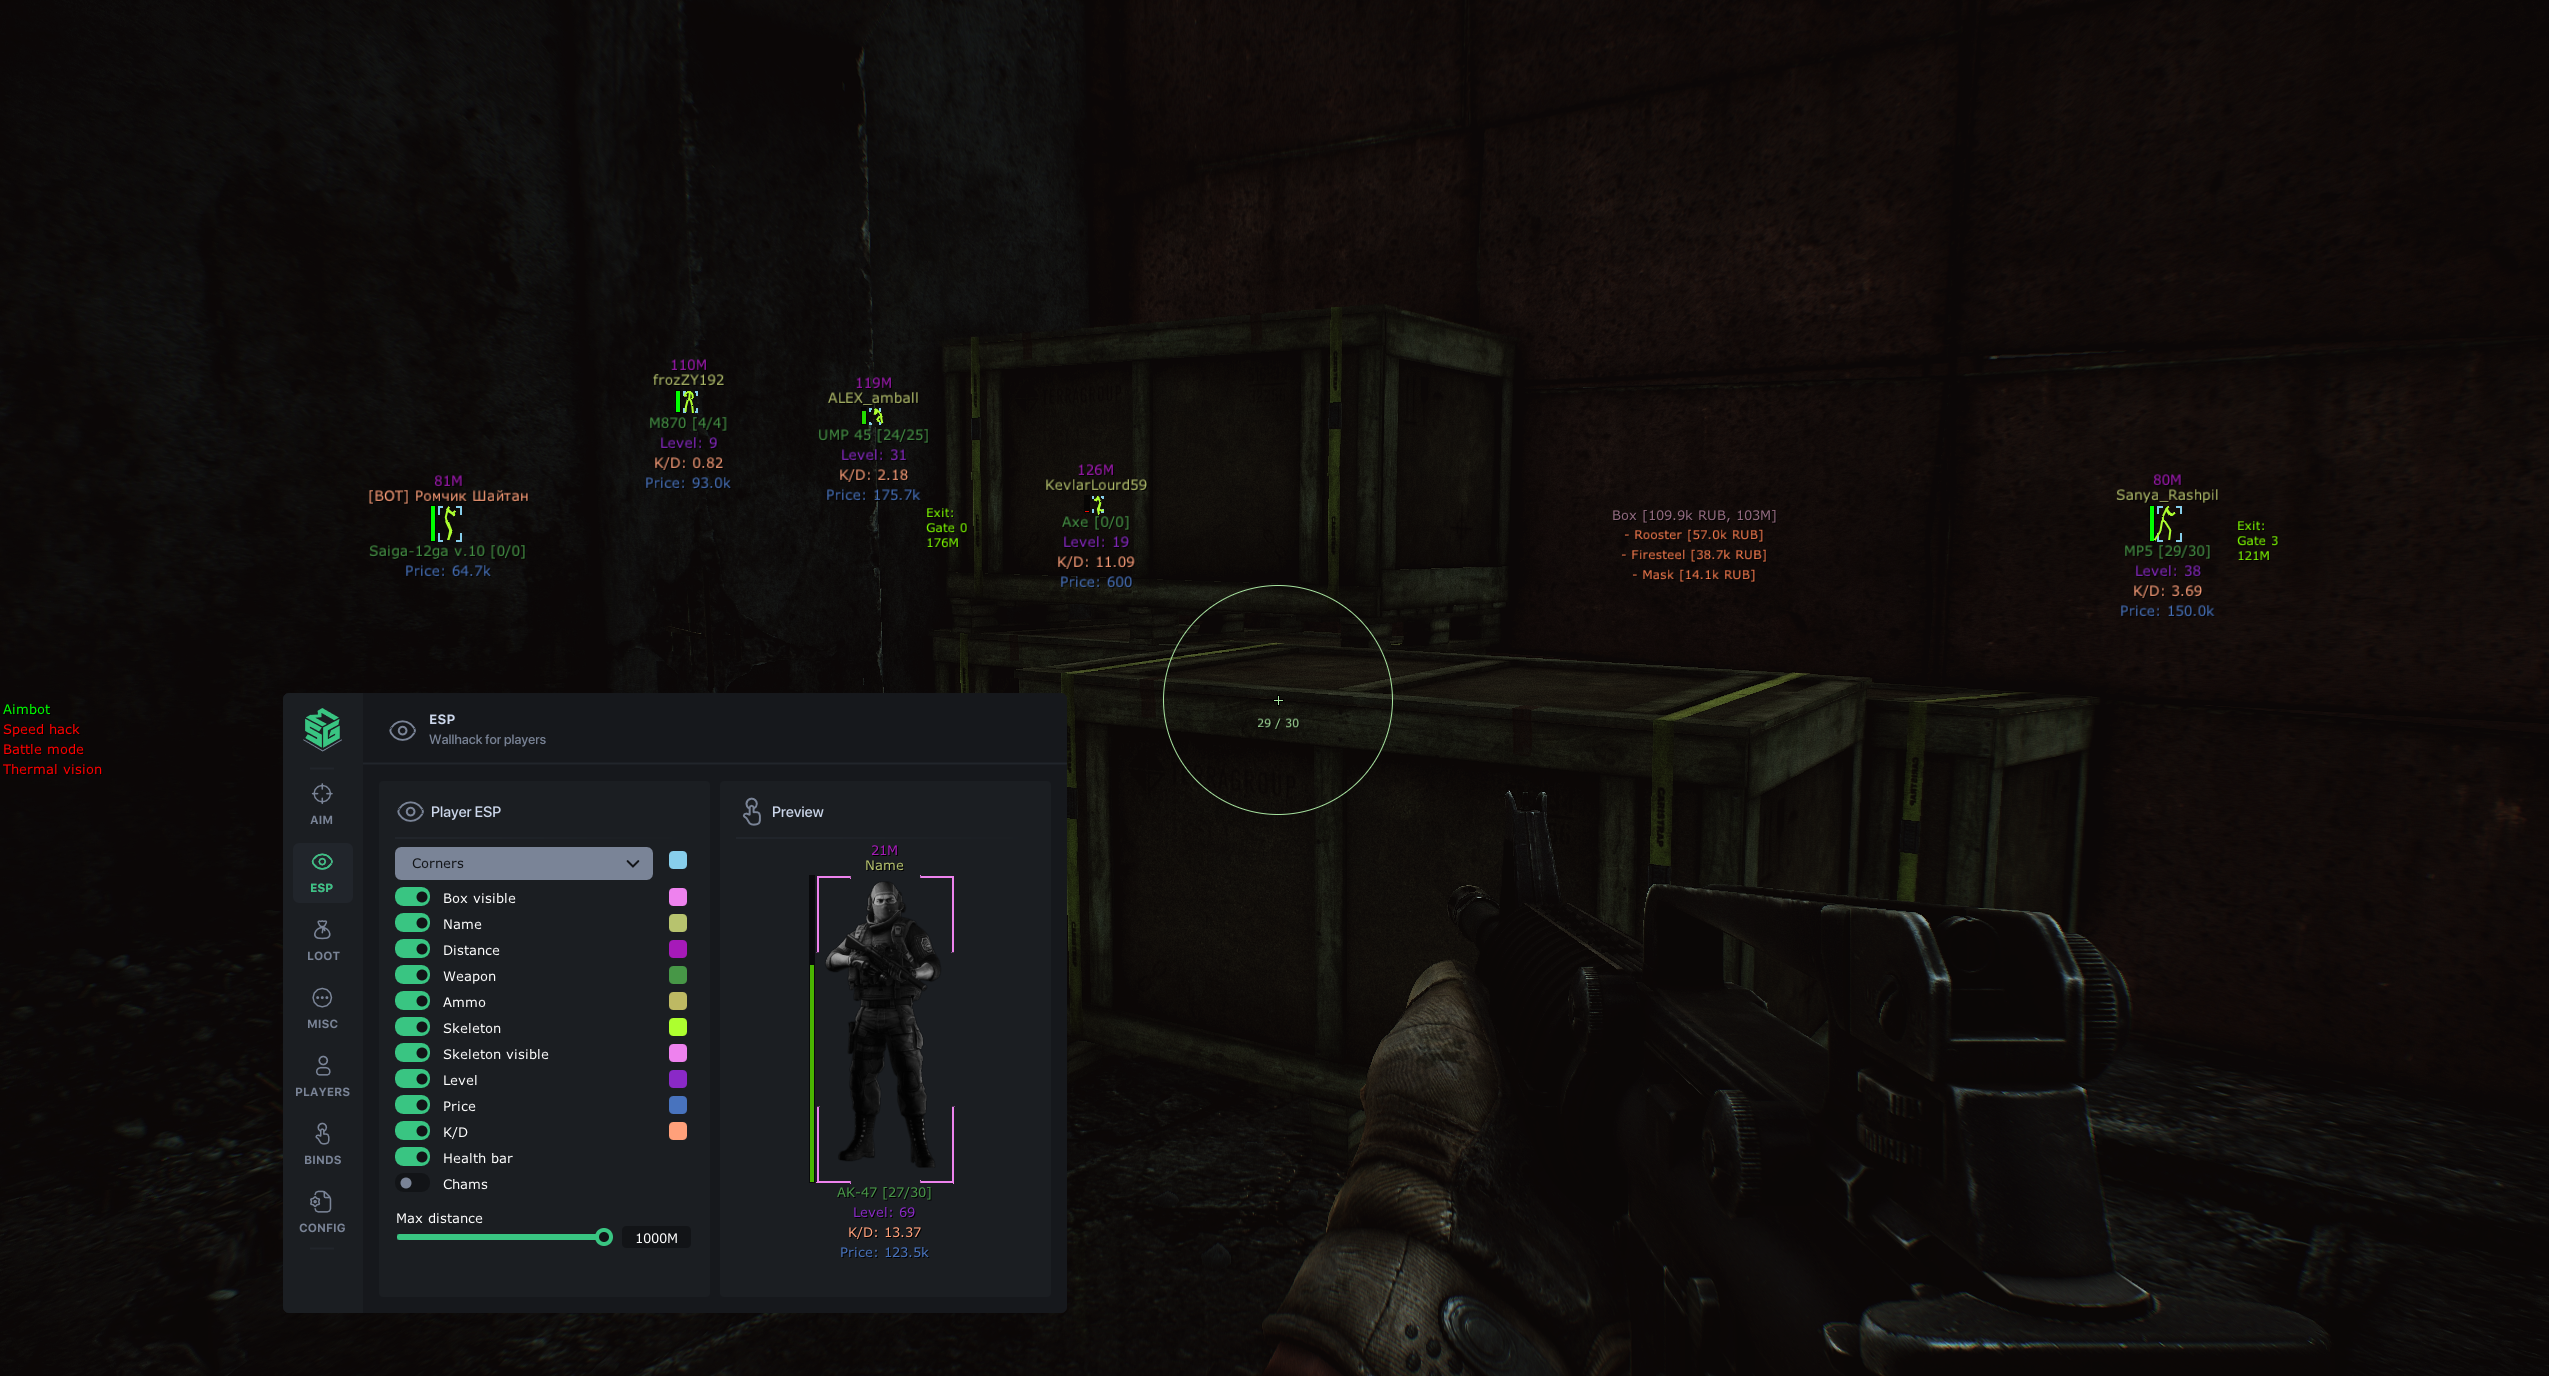 110M
frozZY192
M870 [4/4]
Level: 9
K/D: 0.82
Price: 93.0k
119M
ALEX_amball
UMP 45 [24/25]
Level: 31
K/D: 2.18
Price: 175.7k
81M
[BOT] Ромчик Шайтан
Saiga-12ga v.10 [0/0]
Price: 64.7k
Exit:
Gate 0
176M
126M
KevlarLourd59
Axe [0/0]
Level: 19
K/D: 11.09
Price: 600
Box [109.9k RUB, 103M]
- Rooster [57.0k RUB]
- Firesteel [38.7k RUB]
- Mask [14.1k RUB]
80M
Sanya_Rashpil
MP5 [29/30]
Level: 38
K/D: 3.69
Price: 150.0k
Exit:
Gate 3
121M
29 / 30
Aimbot
Speed hack
Battle mode
Thermal vision
AIM
ESP
LOOT
MISC
PLAYERS
BINDS
CONFIG
ESP
Wallhack for players
Player ESP
Corners
Box visible
Name
Distance
Weapon
Ammo
Skeleton
Skeleton visible
Level
Price
K/D
Health bar
Chams
Max distance
1000M
Preview
21M
Name
AK-47 [27/30]
Level: 69
K/D: 13.37
Price: 123.5k